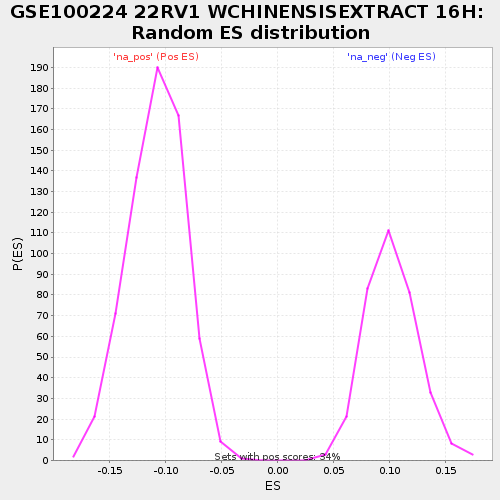 GSE100224 22RV1 WCHINENSISEXTRACT 16H:
Random ES distribution
'na_pos' (Pos ES)
'na_neg' (Neg ES)
190
180
170
160
150
140
130
120
110
100
90
80
70
60
50
40
30
20
10
0
P(ES)
Sets with pos scores: 34%
-0.15 -0.10 -0.05 0.00 0.05 0.10 0.15
ES